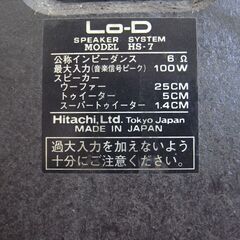 Lo-D
SPEAKER SYSTEM
MODEL HS-7
公称インピーダンス 6Ω
最大入力(音楽信号ピーク) 100W
スピーカー
ウーファー 25CM
トゥイーター 5CM
スーパートゥイーター 1.4CM
Hitachi, Ltd. Tokyo Japan
MADE IN JAPAN
過大入力を加えないよう
十分にご注意ください。